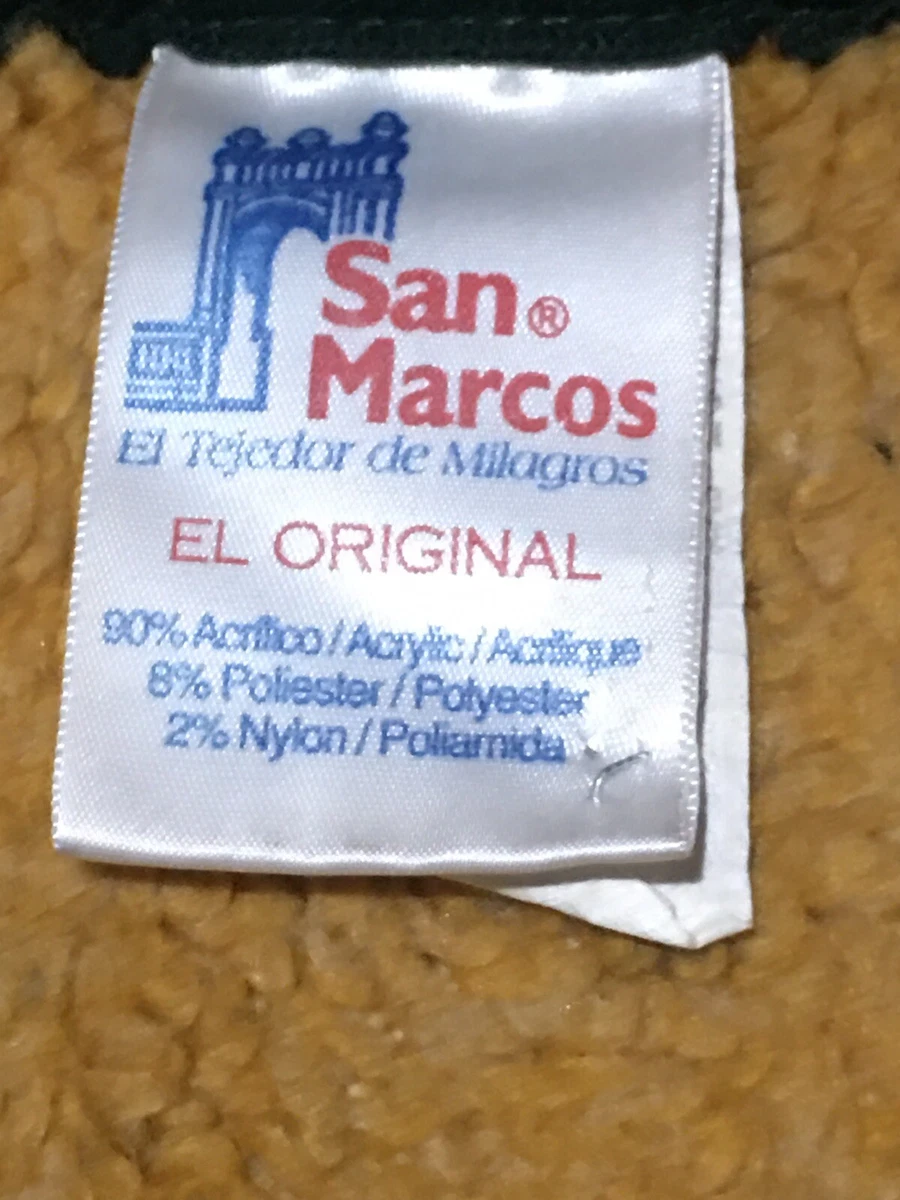 San®
Marcos
El Tejedor de Milagros
EL ORIGINAL
90% Acrílico / Acrylic / Acrilique
8% Poliester / Polyester
2% Nylon / Poliamida